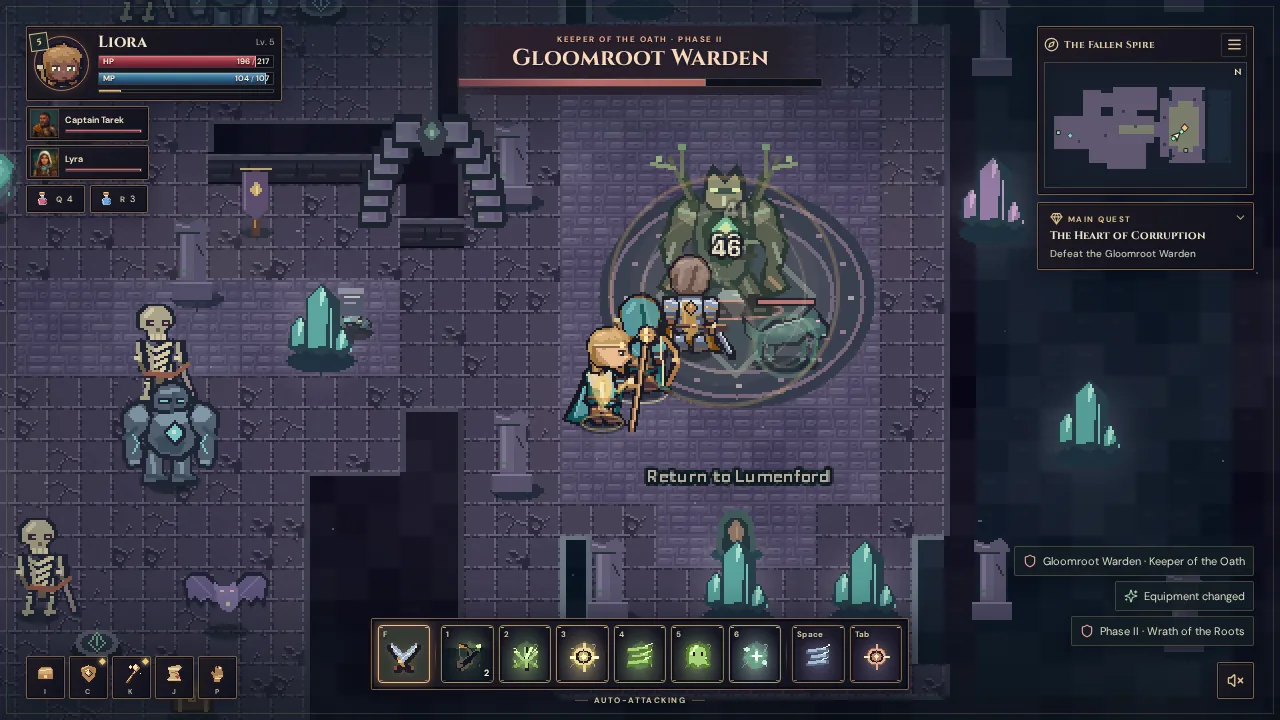 5
LIORA
Lv. 5
HP 196 / 217
MP 104 / 107
Captain Tarek
Lyra
Q 4
R 3
KEEPER OF THE OATH · PHASE II
GLOOMROOT WARDEN
THE FALLEN SPIRE
N
MAIN QUEST
THE HEART OF CORRUPTION
Defeat the Gloomroot Warden
46
Return to Lumenford
Gloomroot Warden · Keeper of the Oath
Equipment changed
Phase II · Wrath of the Roots
F
1
2
2
3
4
5
6
Space
Tab
I
C
K
J
P
AUTO-ATTACKING